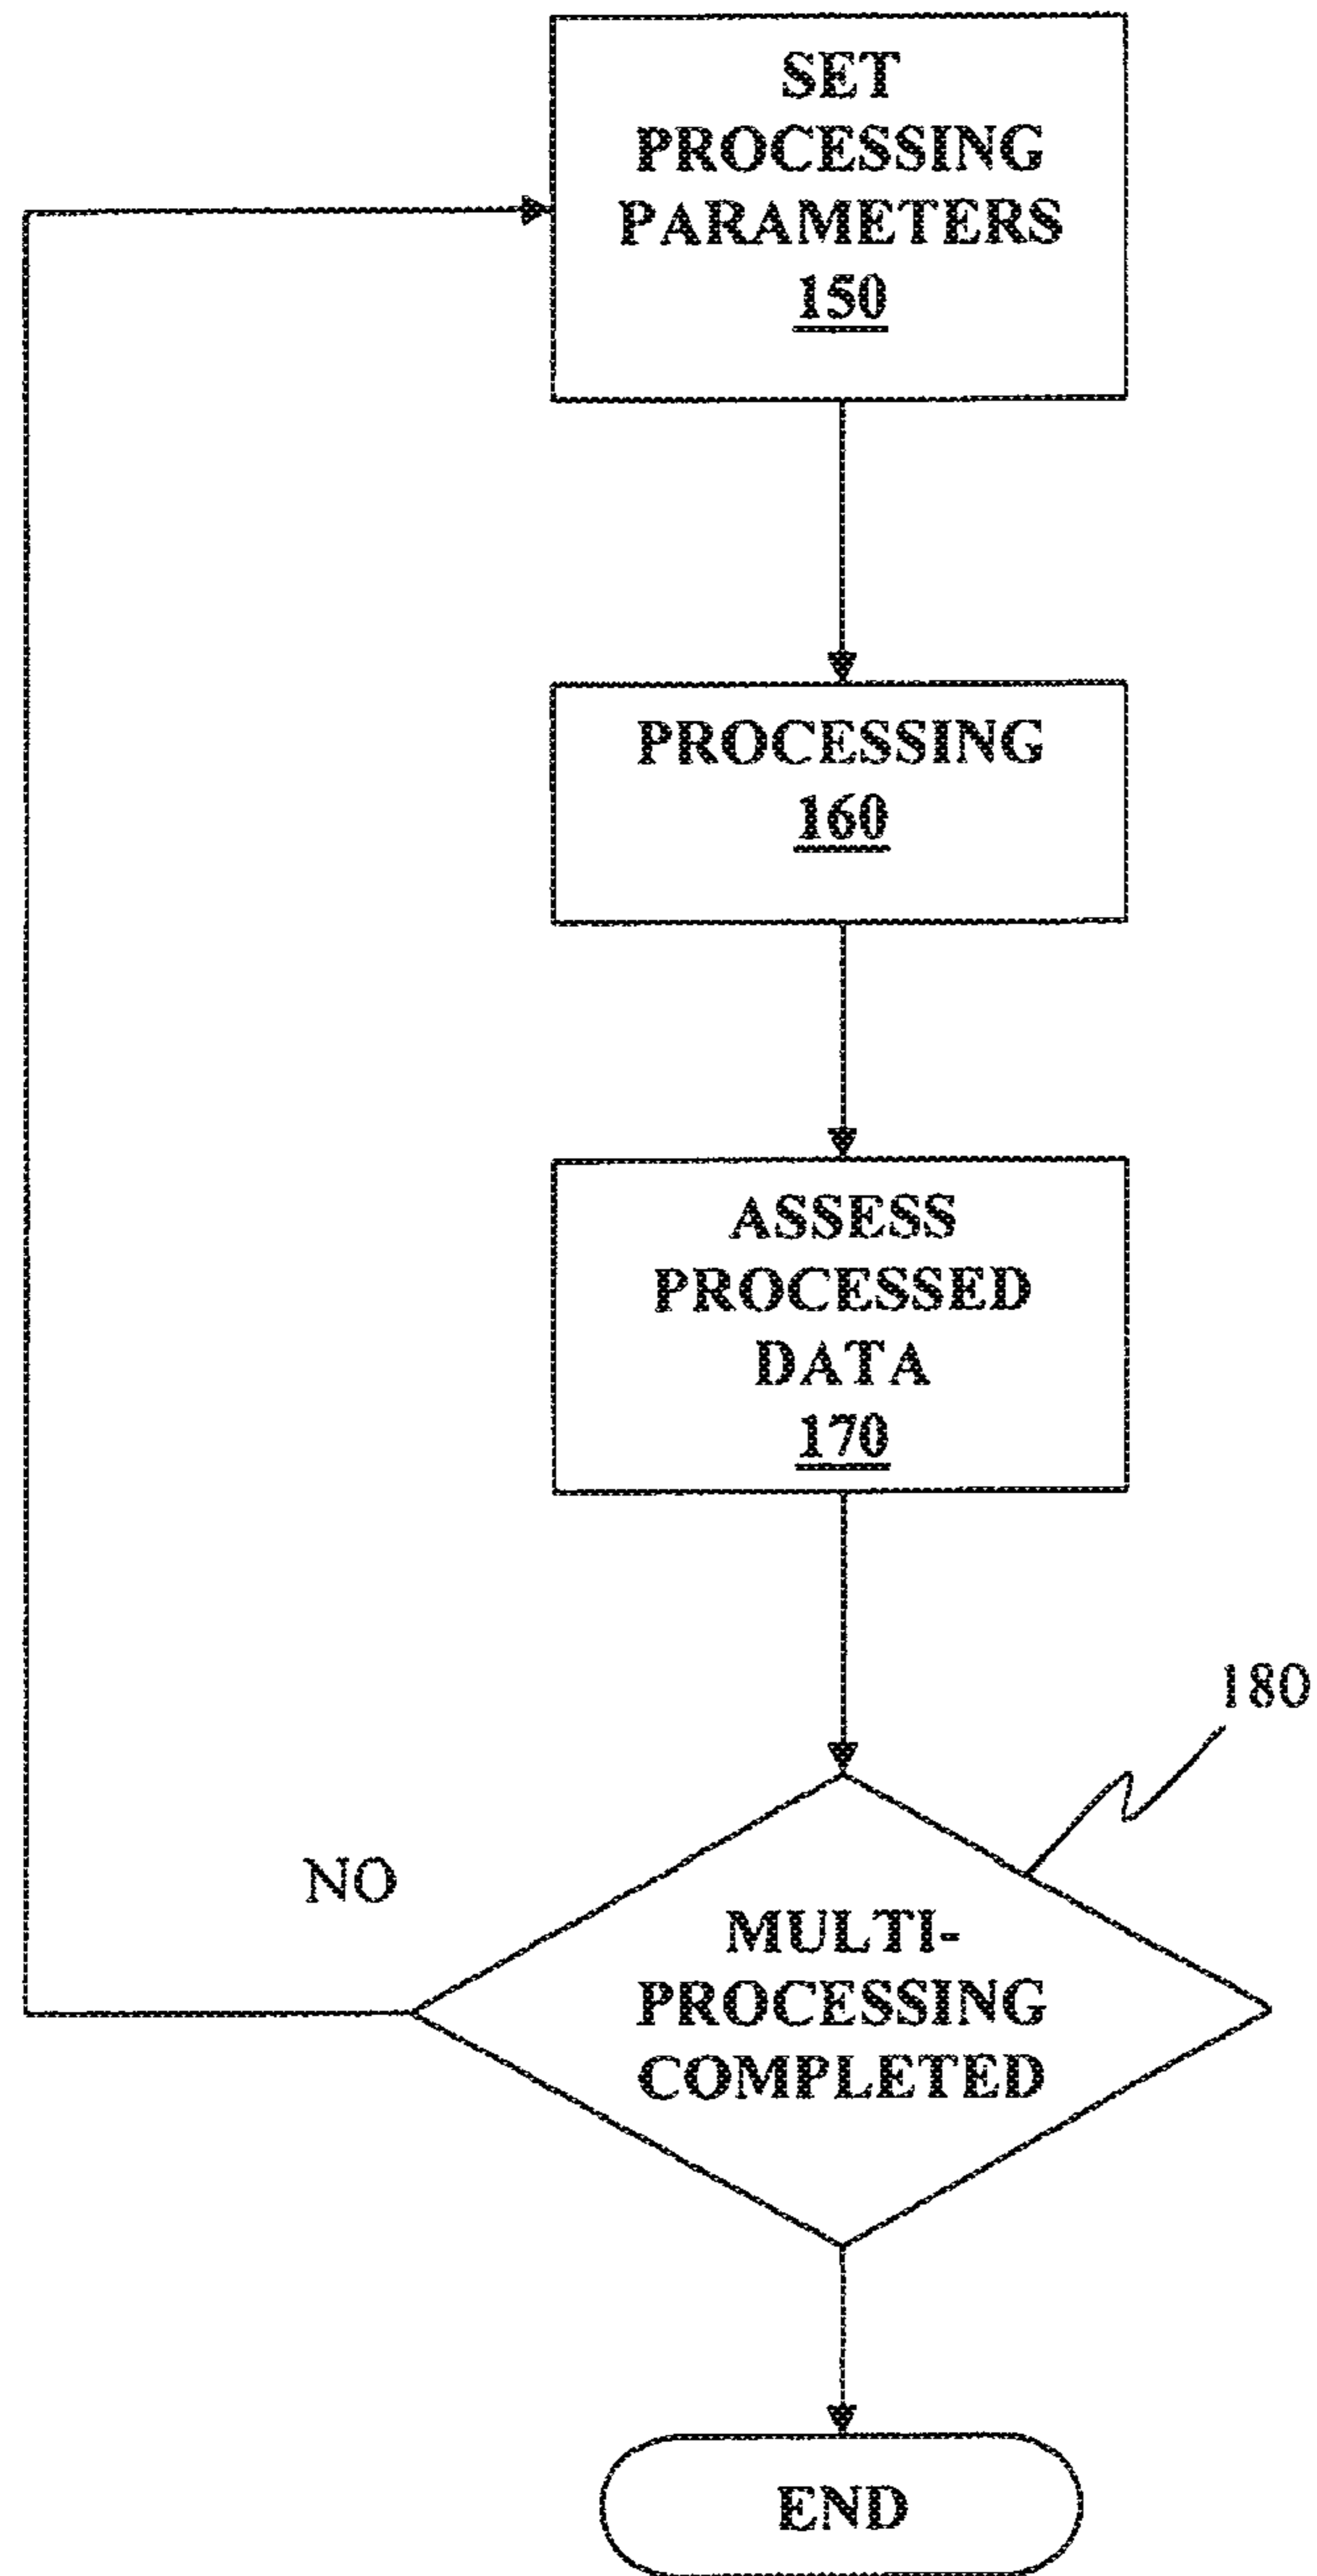 SET
PROCESSING
PARAMETERS
150
PROCESSING
160
ASSESS
PROCESSED
DATA
170
180
NO
MULTI-
PROCESSING
COMPLETED
END